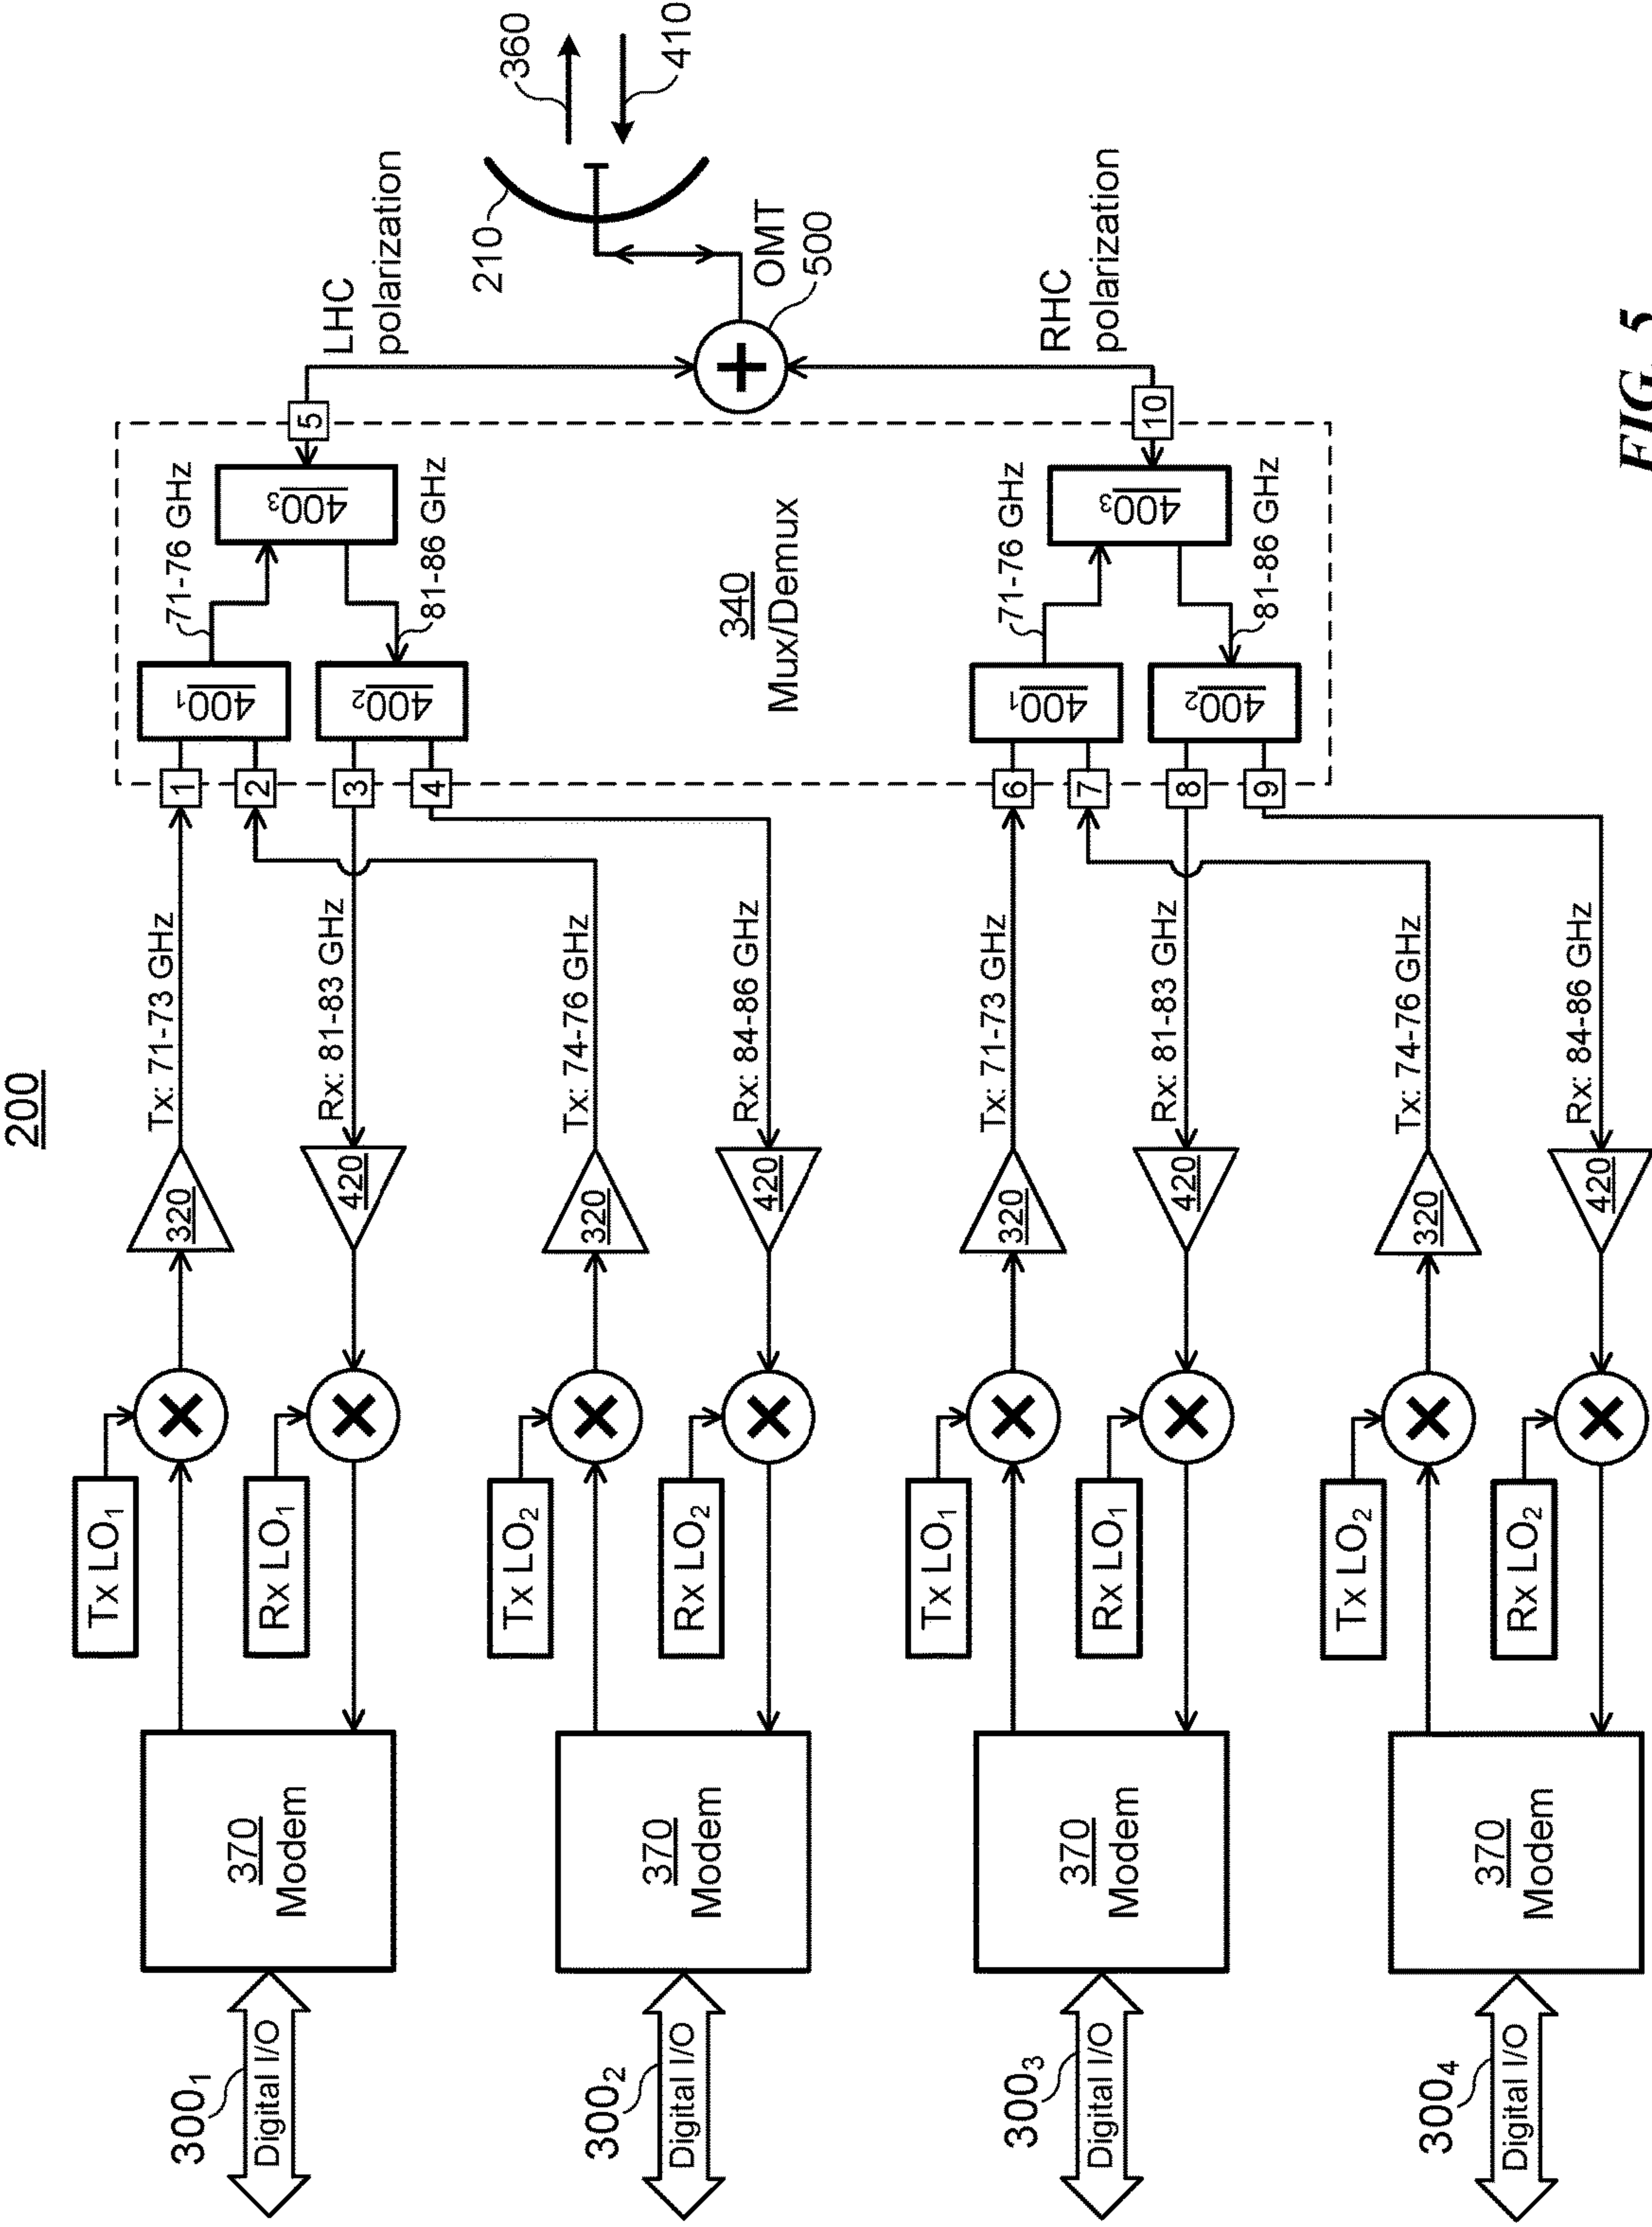 200
300₁
Digital I/O
370
Modem
Tx LO₁
Rx LO₁
320
420
Tx: 71-73 GHz
Rx: 81-83 GHz
300₂
Digital I/O
370
Modem
Tx LO₂
Rx LO₂
320
420
Tx: 74-76 GHz
Rx: 84-86 GHz
300₃
Digital I/O
370
Modem
Tx LO₁
Rx LO₁
320
420
Tx: 71-73 GHz
Rx: 81-83 GHz
300₄
Digital I/O
370
Modem
Tx LO₂
Rx LO₂
320
420
Tx: 74-76 GHz
Rx: 84-86 GHz
1
2
3
4
400₁
400₂
71-76 GHz
81-86 GHz
400₃
5
340
Mux/Demux
6
7
8
9
400₁
400₂
71-76 GHz
81-86 GHz
400₃
10
LHC
polarization
RHC
polarization
OMT
500
210
360
410
FIG. 5